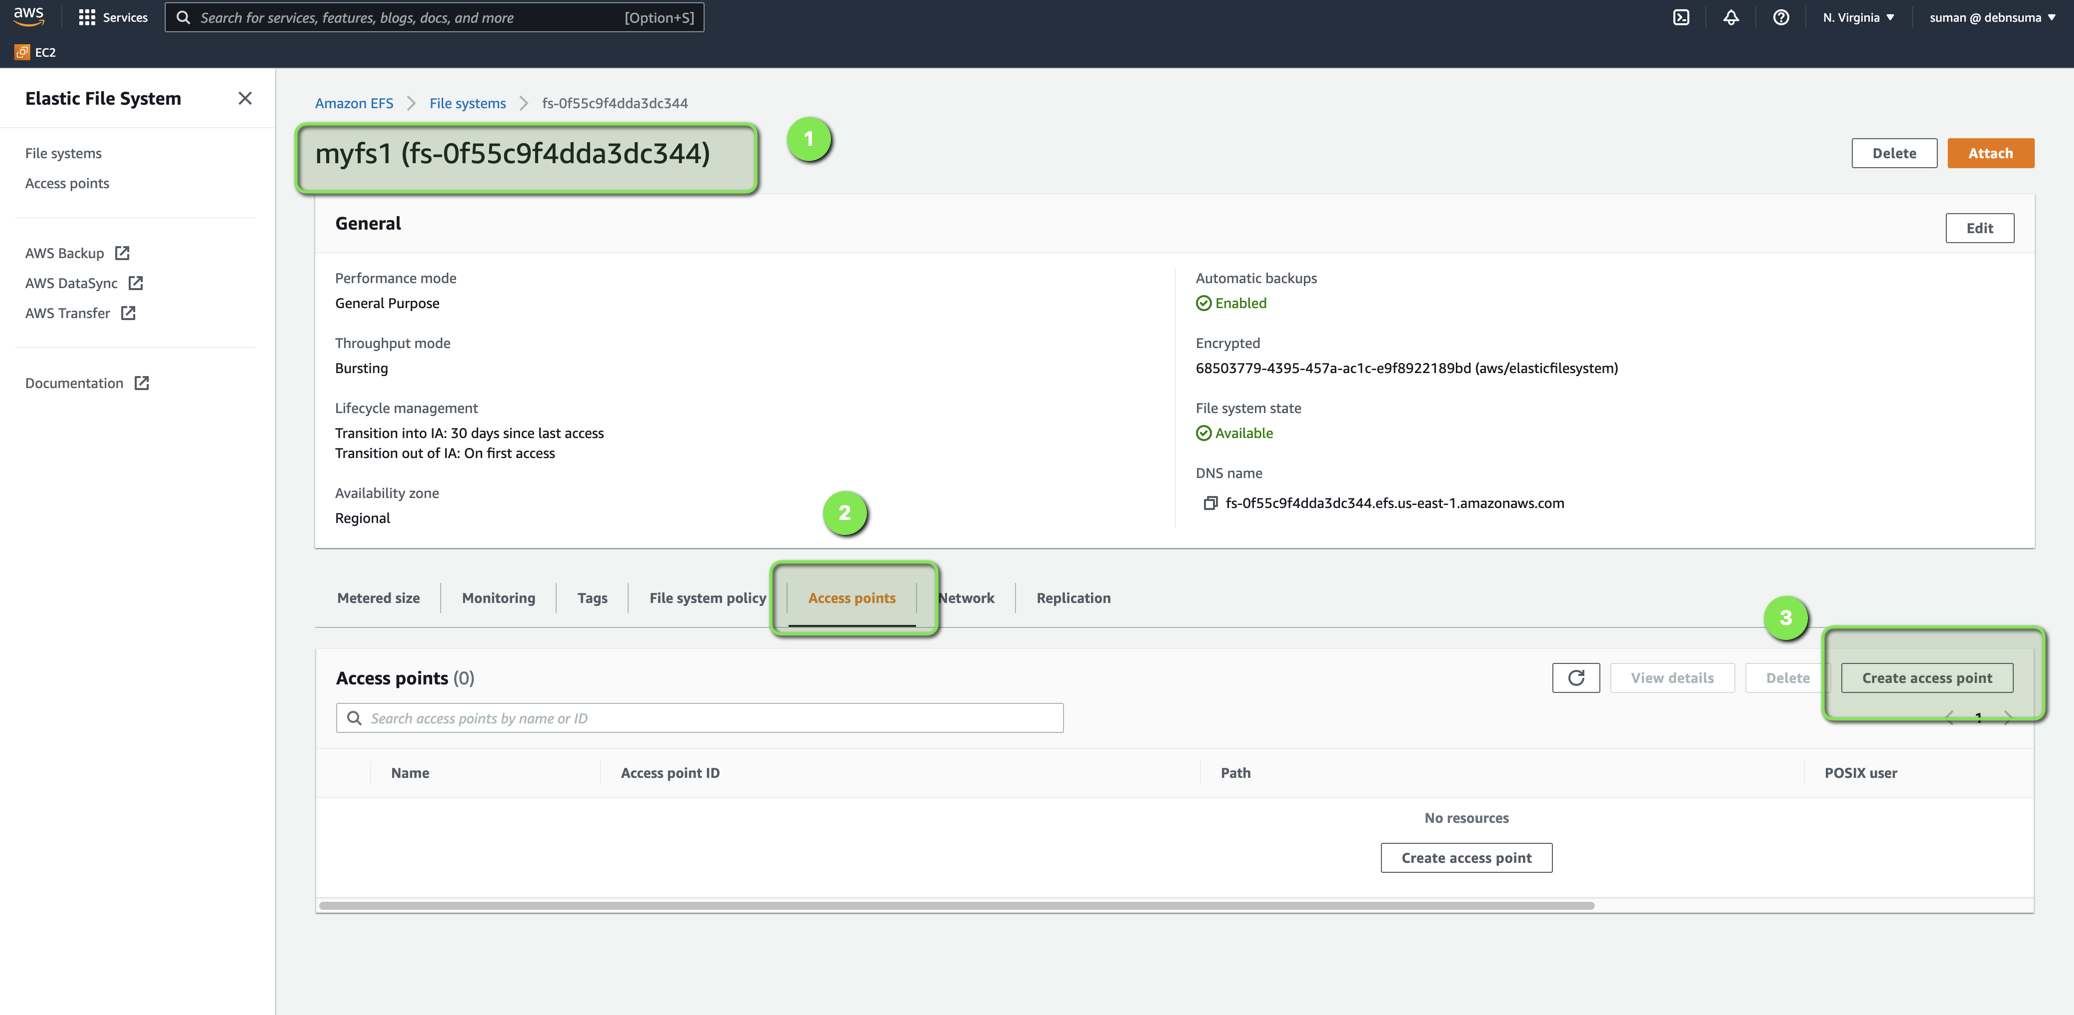 aws
Services
Search for services, features, blogs, docs, and more [Option+S]
N. Virginia
suman @ debnsuma
EC2
Elastic File System
File systems
Access points
AWS Backup
AWS DataSync
AWS Transfer
Documentation
Amazon EFS
File systems
fs-0f55c9f4dda3dc344
myfs1 (fs-0f55c9f4dda3dc344)
1
Delete
Attach
General
Edit
Performance mode
General Purpose
Throughput mode
Bursting
Lifecycle management
Transition into IA: 30 days since last access
Transition out of IA: On first access
Availability zone
Regional
Automatic backups
Enabled
Encrypted
68503779-4395-457a-ac1c-e9f8922189bd (aws/elasticfilesystem)
File system state
Available
DNS name
fs-0f55c9f4dda3dc344.efs.us-east-1.amazonaws.com
2
Metered size
Monitoring
Tags
File system policy
Access points
Network
Replication
3
Access points (0)
View details
Delete
Create access point
Search access points by name or ID
1
Name
Access point ID
Path
POSIX user
No resources
Create access point